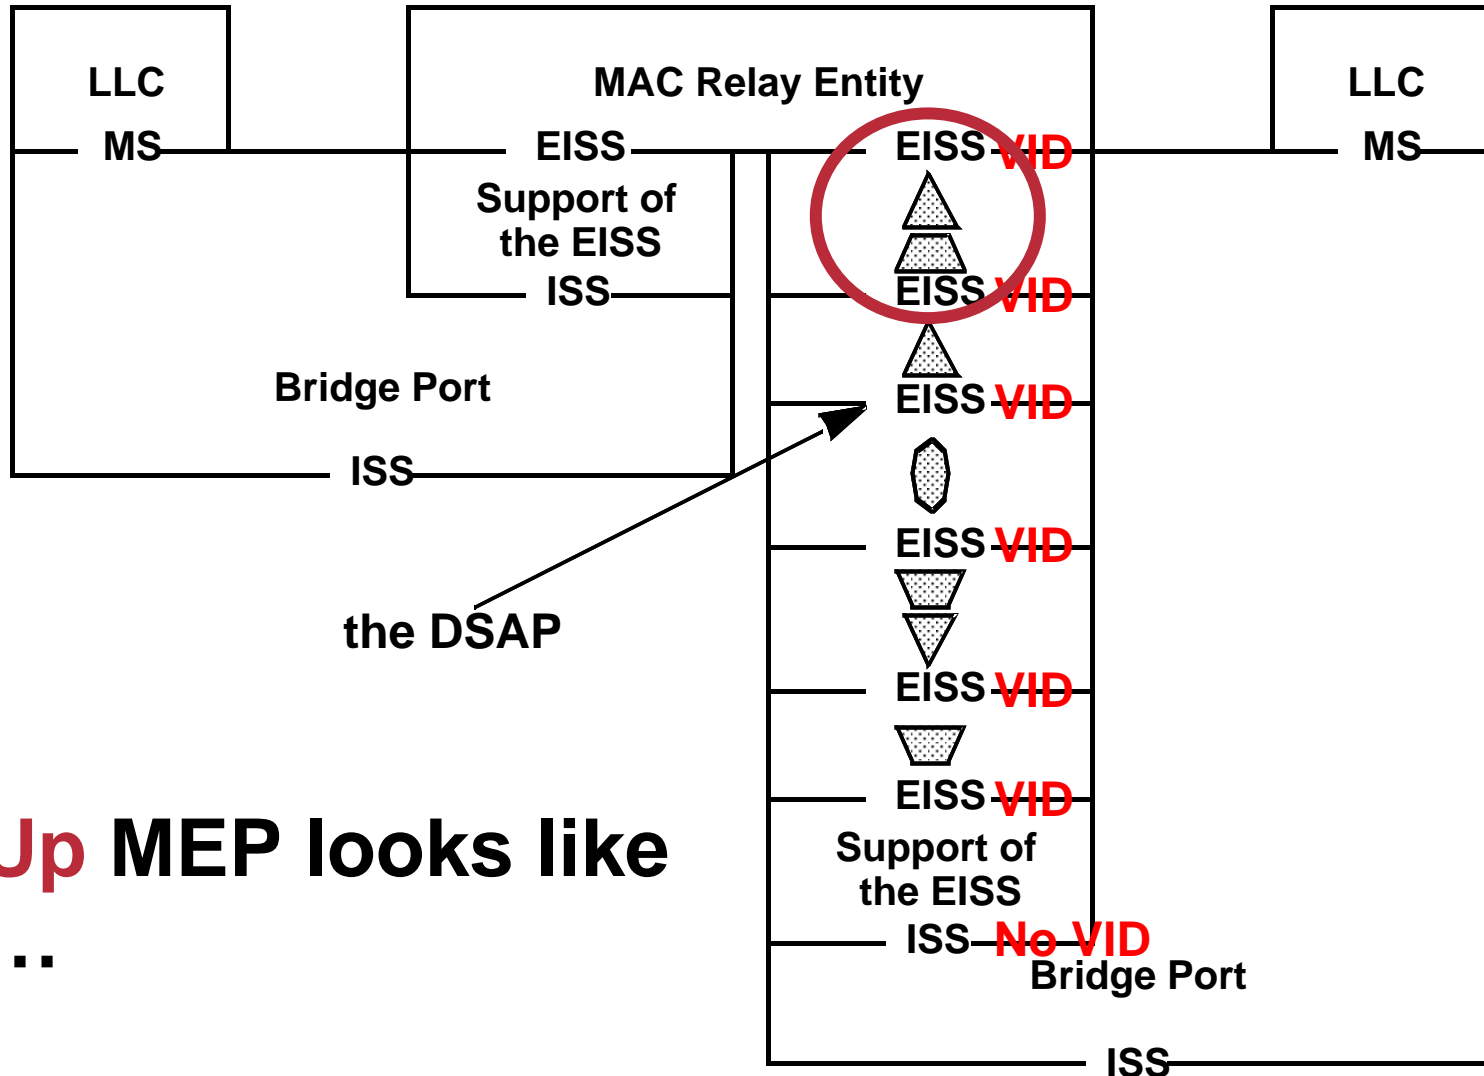 LLC
MAC Relay Entity
LLC
MS
EISS
EISS VID
MS
Support of
the EISS
ISS
EISS VID
Bridge Port
EISS VID
ISS
EISS VID
the DSAP
EISS VID
EISS VID
Up MEP looks like
Support of
the EISS
…
ISS No VID
Bridge Port
ISS